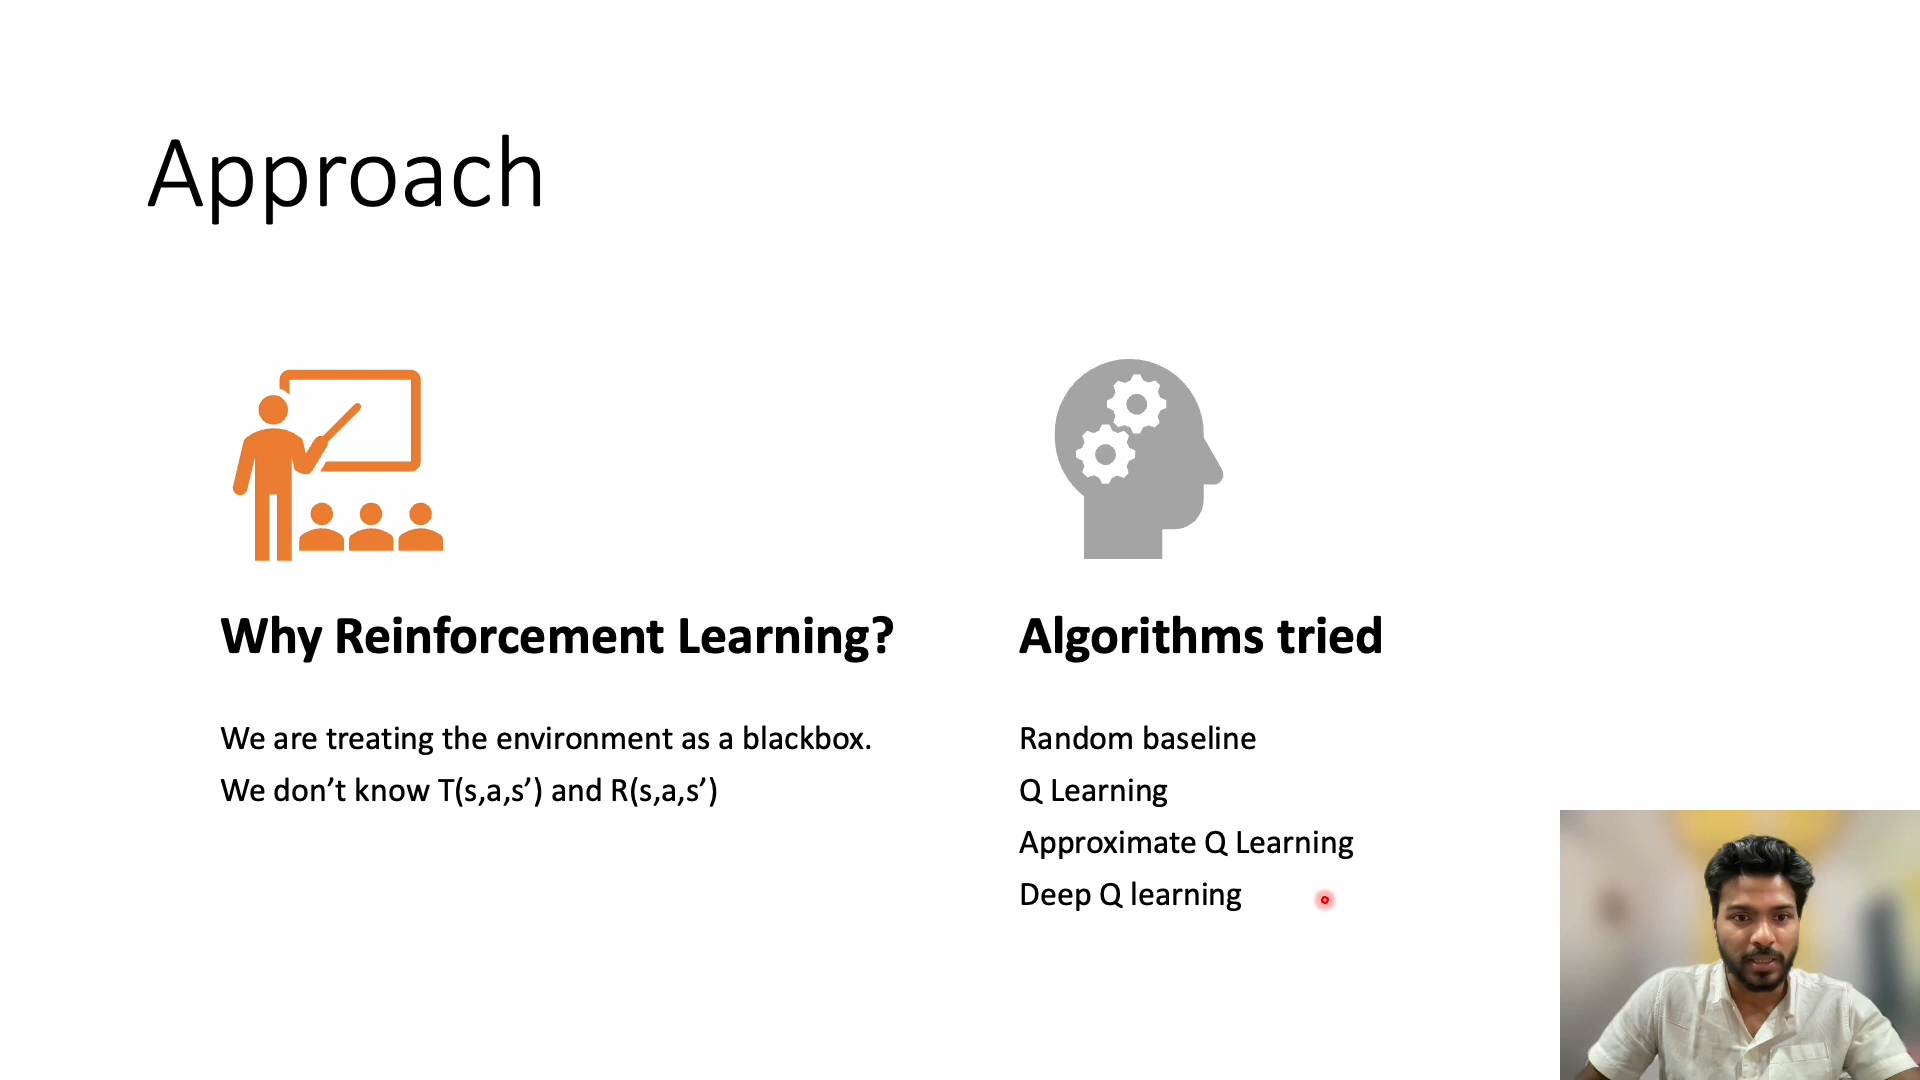 Approach
Why Reinforcement Learning?
We are treating the environment as a blackbox.
We don’t know T(s,a,s’) and R(s,a,s’)
Algorithms tried
Random baseline
Q Learning
Approximate Q Learning
Deep Q learning